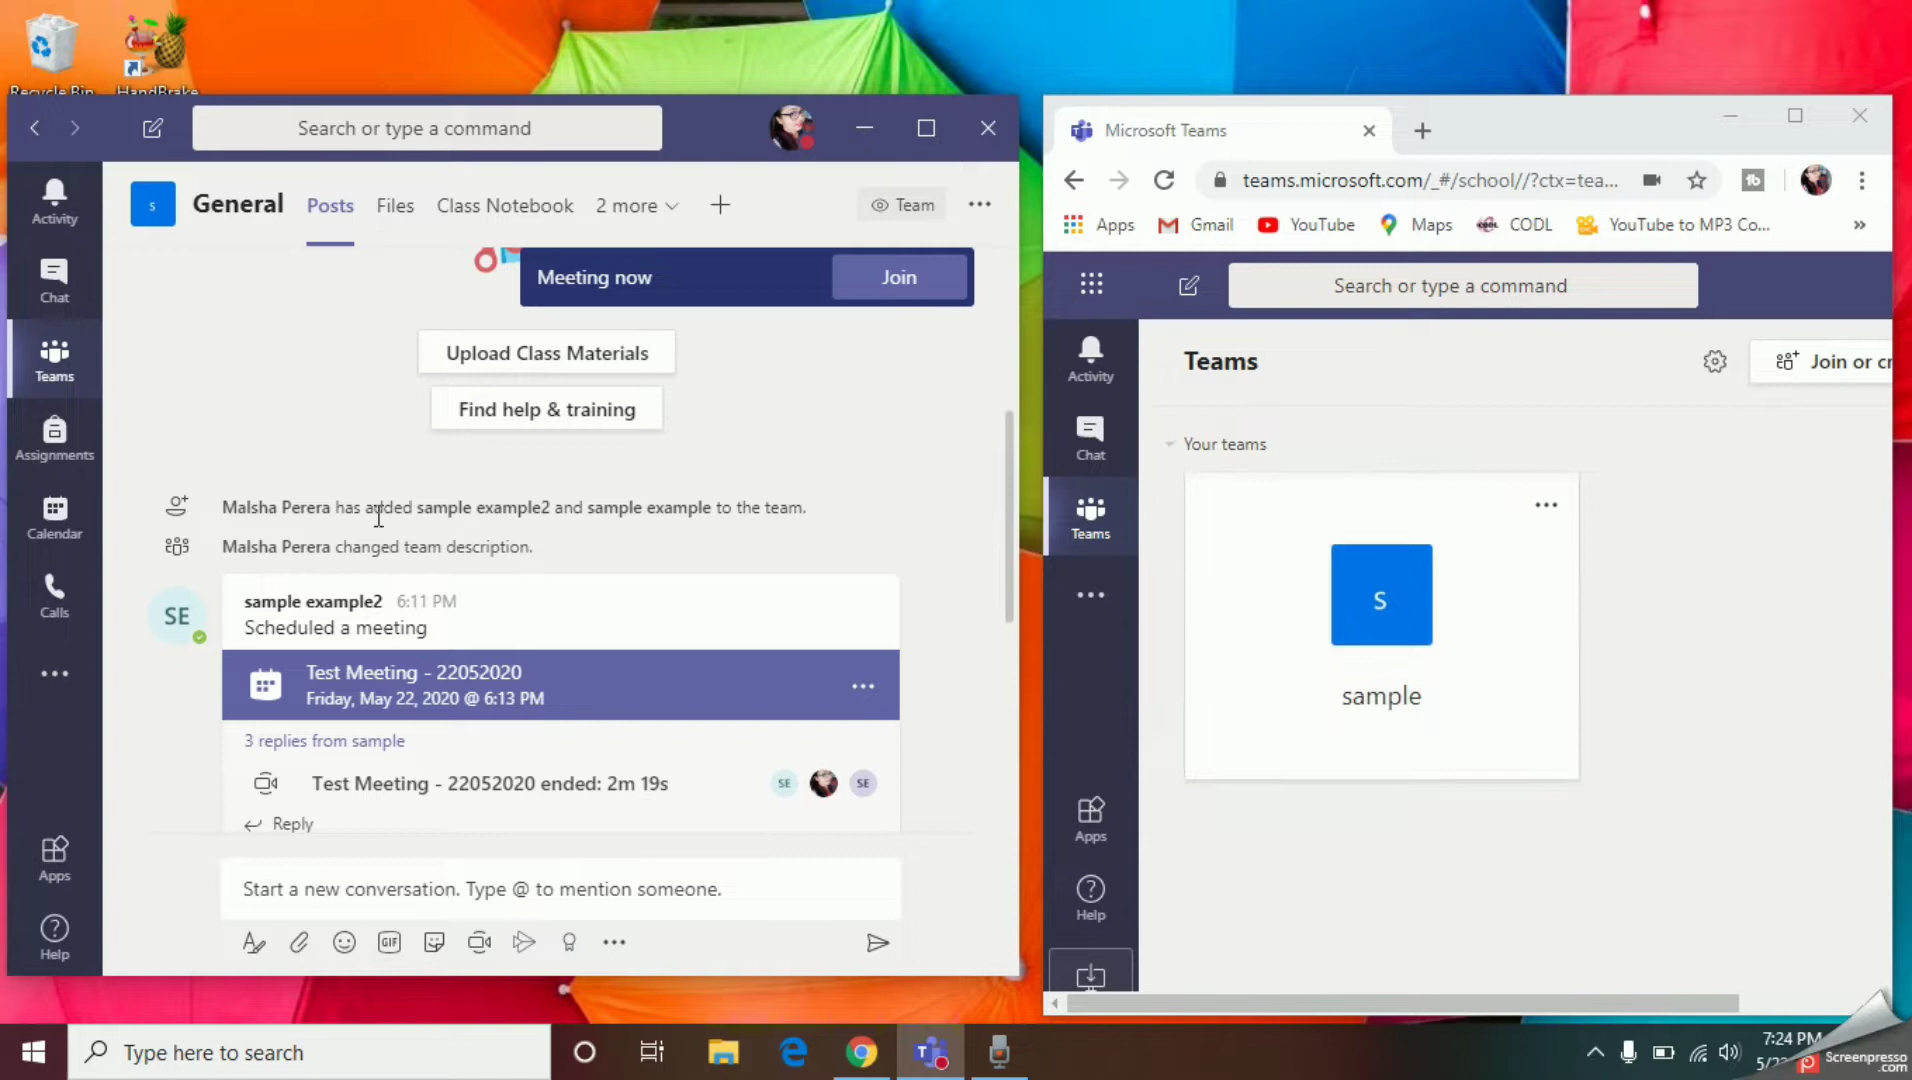 Recycle Bin
HandBrake
Search or type a command
s
General
Posts
Files
Class Notebook
2 more
Team
Activity
Chat
Teams
Assignments
Calendar
Calls
Apps
Help
Meeting now
Join
Upload Class Materials
Find help & training
Malsha Perera has added sample example2 and sample example to the team.
Malsha Perera changed team description.
SE
sample example2 6:11 PM
Scheduled a meeting
Test Meeting - 22052020
Friday, May 22, 2020 @ 6:13 PM
3 replies from sample
Test Meeting - 22052020 ended: 2m 19s
SE
SE
Reply
Start a new conversation. Type @ to mention someone.
GIF
Microsoft Teams
teams.microsoft.com/_#/school//?ctx=tea...
Apps
Gmail
YouTube
Maps
CODL
YouTube to MP3 Co...
Search or type a command
Activity
Chat
Teams
Apps
Help
Teams
Join or cr
Your teams
s
sample
Type here to search
7:24 PM
Screenpresso
.com